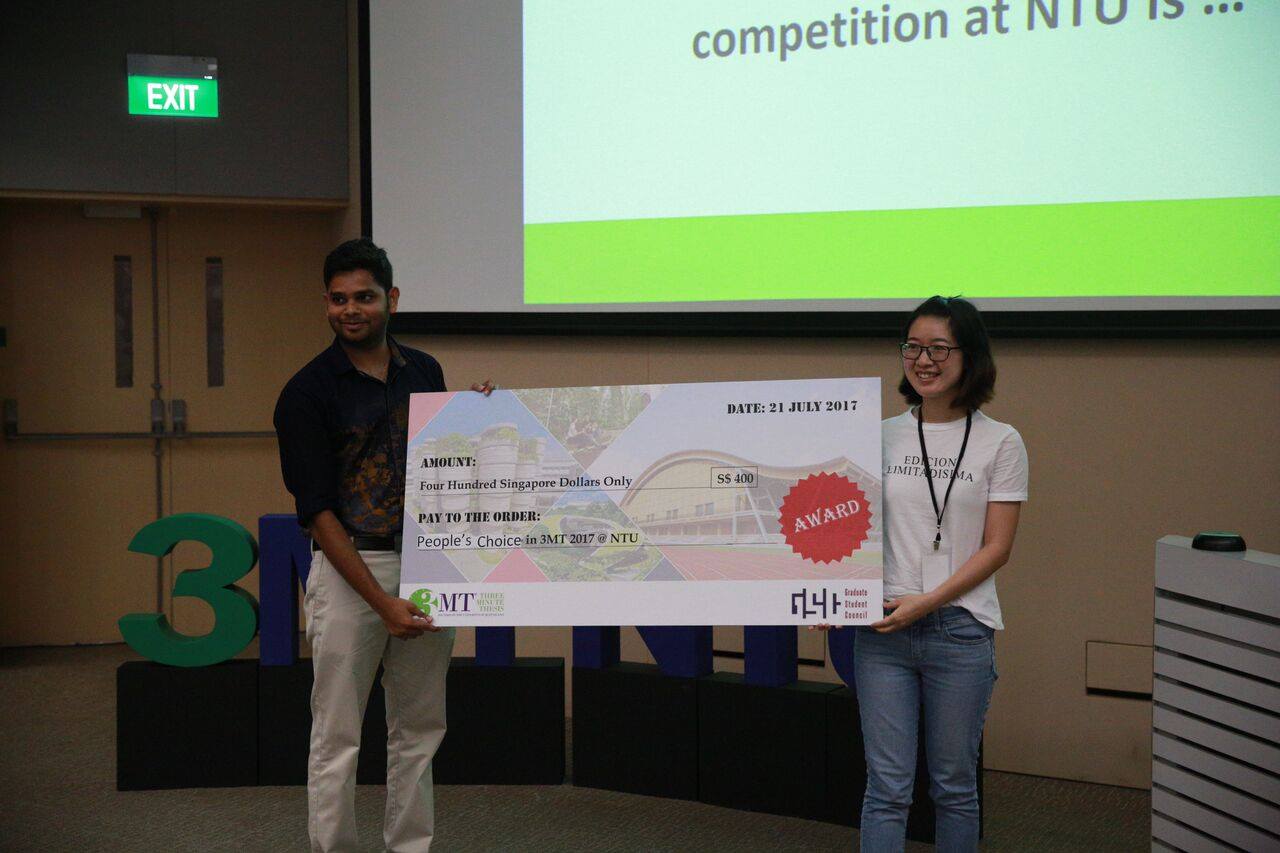 competition at NTU is ...
EXIT
DATE: 21 JULY 2017
AMOUNT:
Four Hundred Singapore Dollars Only
S$ 400
PAY TO THE ORDER:
People's Choice in 3MT 2017 @ NTU
AWARD
3MT THREE
MINUTE
THESIS
Graduate
Student
Council
EDICION
LIMITADISIMA
3